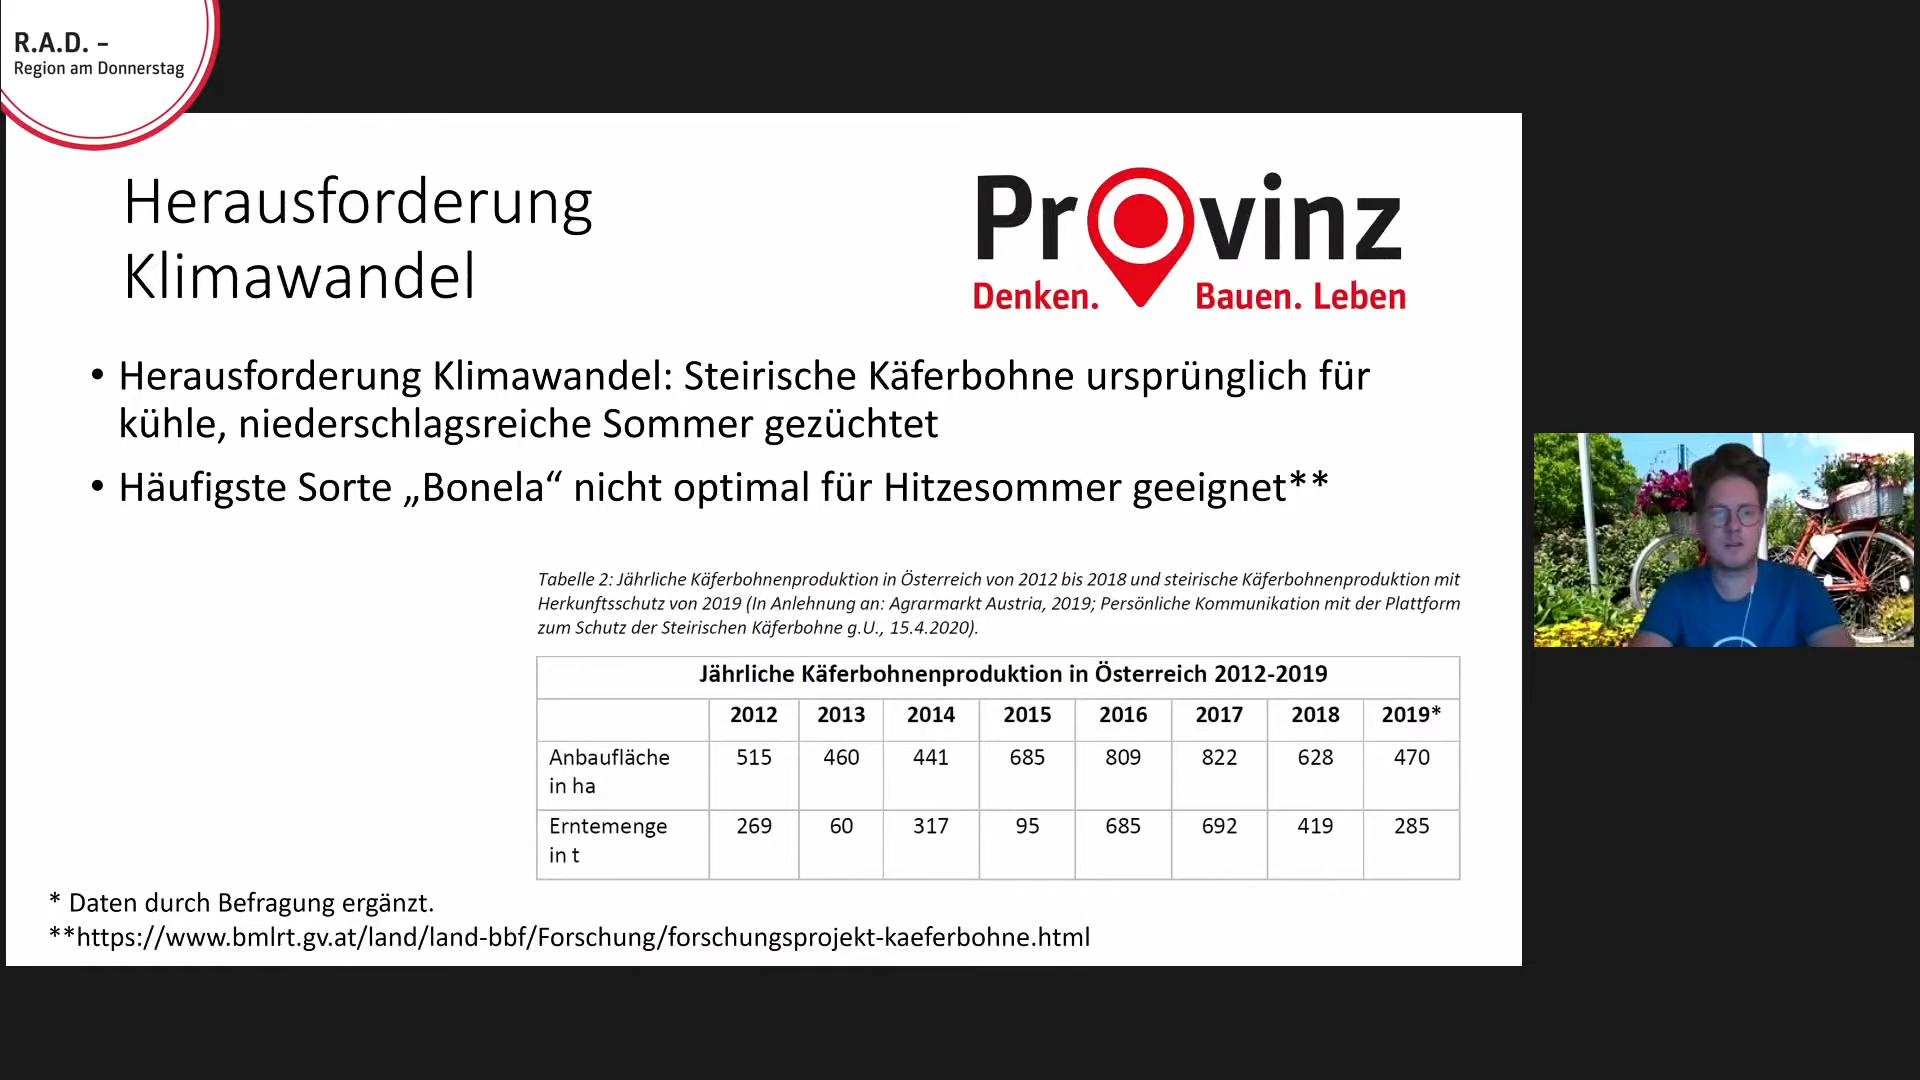 R.A.D. –
Region am Donnerstag
Herausforderung
Klimawandel
Provinz
Denken. Bauen. Leben
• Herausforderung Klimawandel: Steirische Käferbohne ursprünglich für
kühle, niederschlagsreiche Sommer gezüchtet
• Häufigste Sorte „Bonela“ nicht optimal für Hitzesommer geeignet**
Tabelle 2: Jährliche Käferbohnenproduktion in Österreich von 2012 bis 2018 und steirische Käferbohnenproduktion mit
Herkunftsschutz von 2019 (In Anlehnung an: Agrarmarkt Austria, 2019; Persönliche Kommunikation mit der Plattform
zum Schutz der Steirischen Käferbohne g.U., 15.4.2020).
Jährliche Käferbohnenproduktion in Österreich 2012-2019
2012 2013 2014 2015 2016 2017 2018 2019*
Anbaufläche 515 460 441 685 809 822 628 470
in ha
Erntemenge 269 60 317 95 685 692 419 285
in t
* Daten durch Befragung ergänzt.
**https://www.bmlrt.gv.at/land/land-bbf/Forschung/forschungsprojekt-kaeferbohne.html